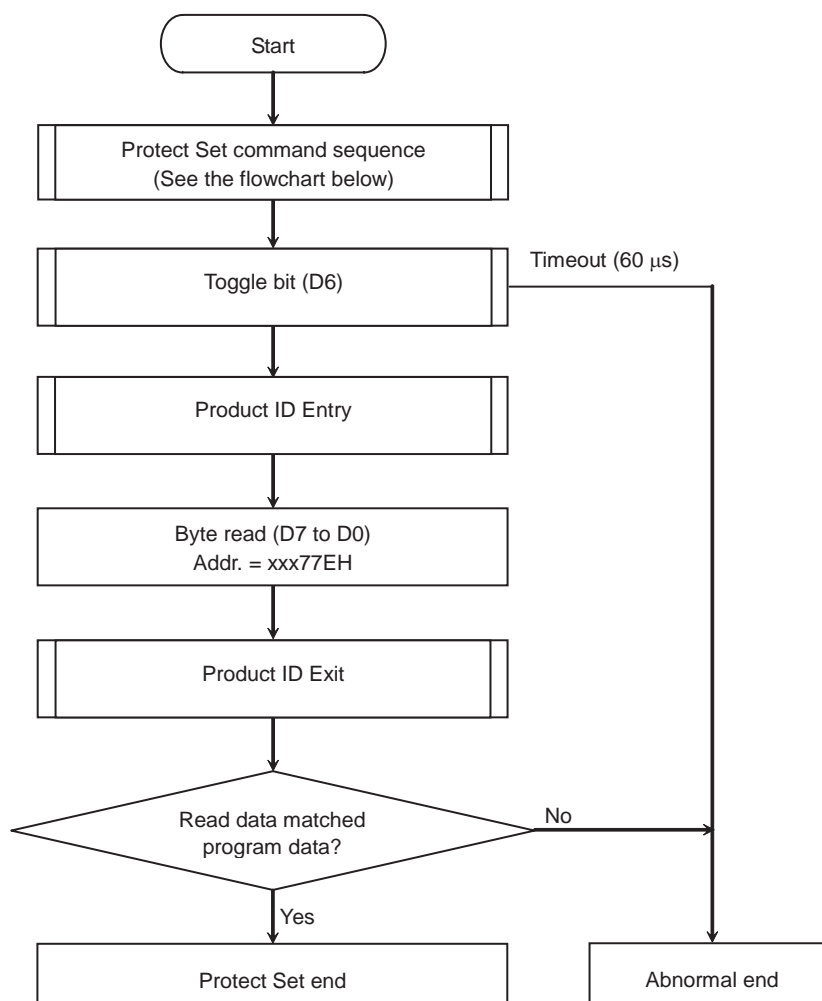 Start
Protect Set command sequence
(See the flowchart below)
Timeout (60 μs)
Toggle bit (D6)
Product ID Entry
Byte read (D7 to D0)
Addr. = xxx77EH
Product ID Exit
Read data matched
program data?
No
Yes
Protect Set end
Abnormal end